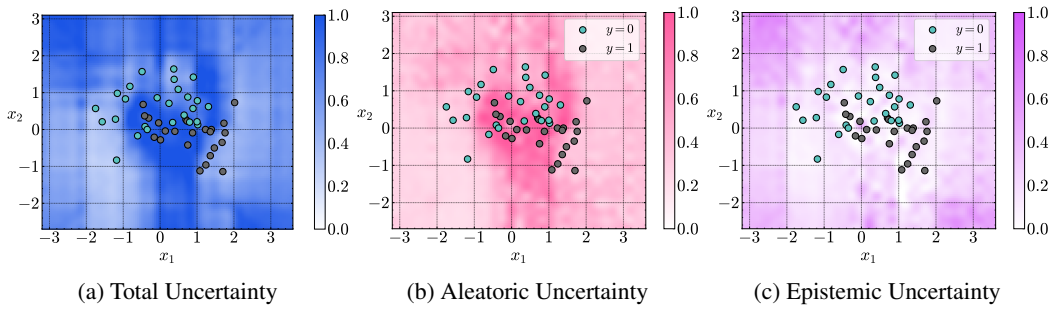 3
2
1
0
−1
−2
x₂
−3 −2 −1 0 1 2 3
x₁
1.0
0.8
0.6
0.4
0.2
0.0
(a) Total Uncertainty
y = 0
y = 1
3
2
1
0
−1
−2
x₂
−3 −2 −1 0 1 2 3
x₁
1.0
0.8
0.6
0.4
0.2
0.0
(b) Aleatoric Uncertainty
y = 0
y = 1
3
2
1
0
−1
−2
x₂
−3 −2 −1 0 1 2 3
x₁
1.0
0.8
0.6
0.4
0.2
0.0
(c) Epistemic Uncertainty